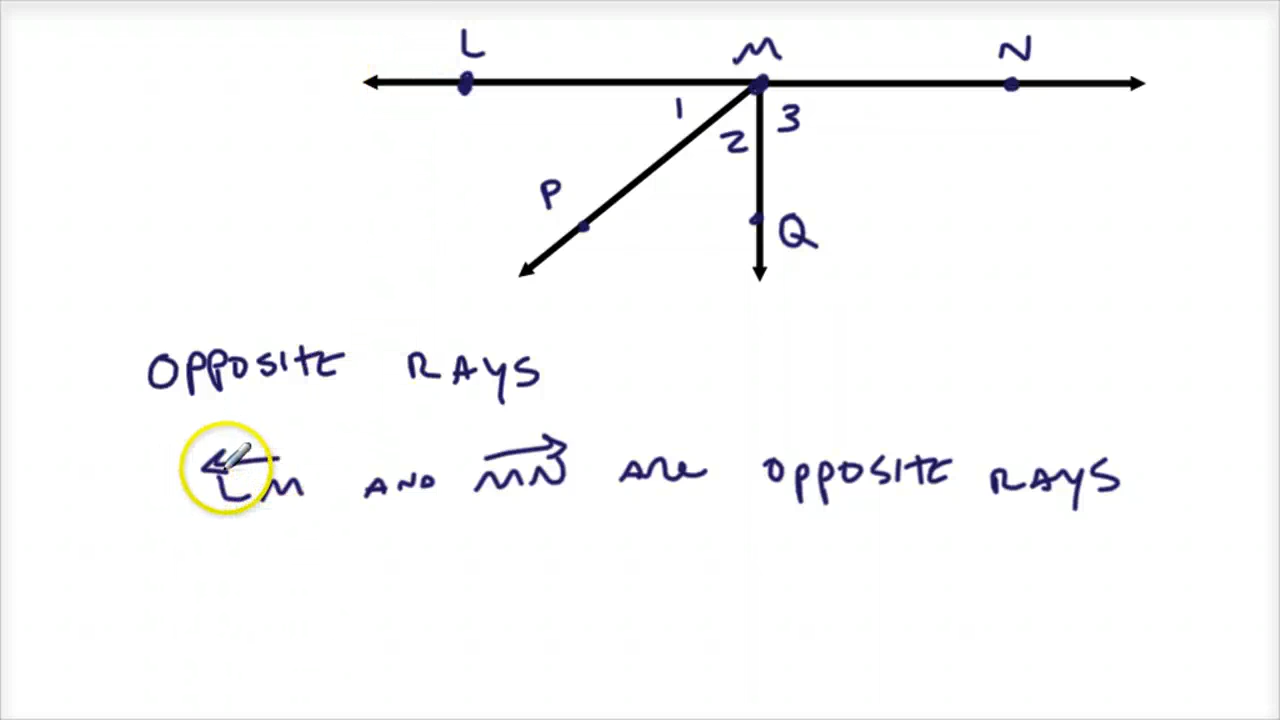 L M N
1 2 3
P
Q
OPPOSITE RAYS
LM AND MN ARE OPPOSITE RAYS